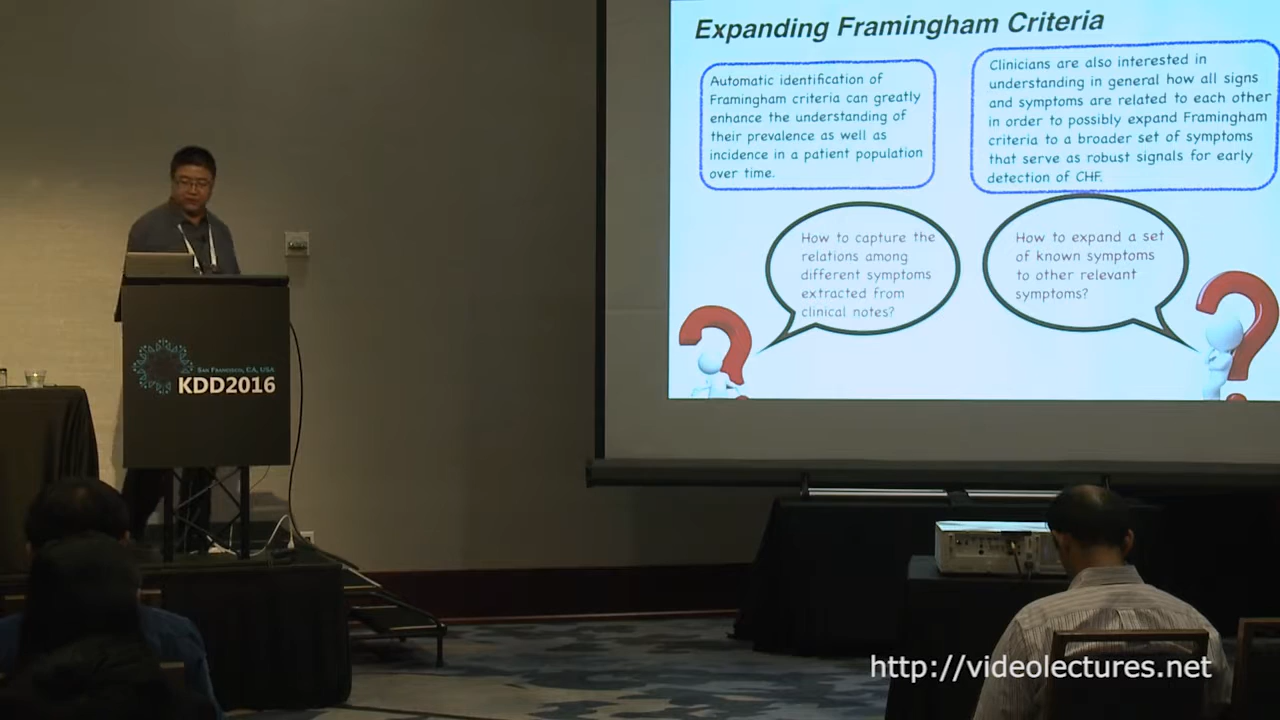 Expanding Framingham Criteria
Automatic identification of
Framingham criteria can greatly
enhance the understanding of
their prevalence as well as
incidence in a patient population
over time.
Clinicians are also interested in
understanding in general how all signs
and symptoms are related to each other
in order to possibly expand Framingham
criteria to a broader set of symptoms
that serve as robust signals for early
detection of CHF.
How to capture the
relations among
different symptoms
extracted from
clinical notes?
How to expand a set
of known symptoms
to other relevant
symptoms?
San Francisco, CA, USA
KDD2016
http://videolectures.net